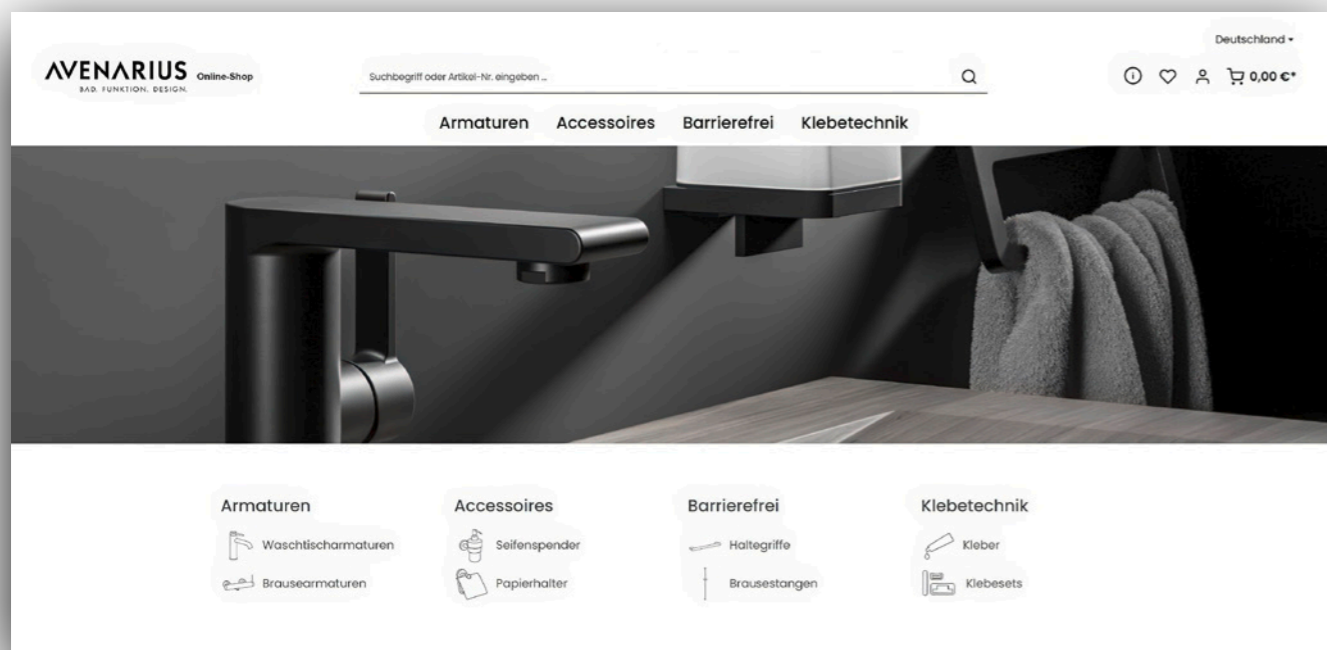 Deutschland
AVENARIUS Online-Shop
BAD. FUNKTION. DESIGN.
Suchbegriff oder Artikel-Nr. eingeben ...
0,00 €*
Armaturen Accessoires Barrierefrei Klebetechnik
Armaturen Accessoires Barrierefrei Klebetechnik
Waschtischarmaturen Seifenspender Haltegriffe Kleber
Brausearmaturen Papierhalter Brausestangen Klebesets